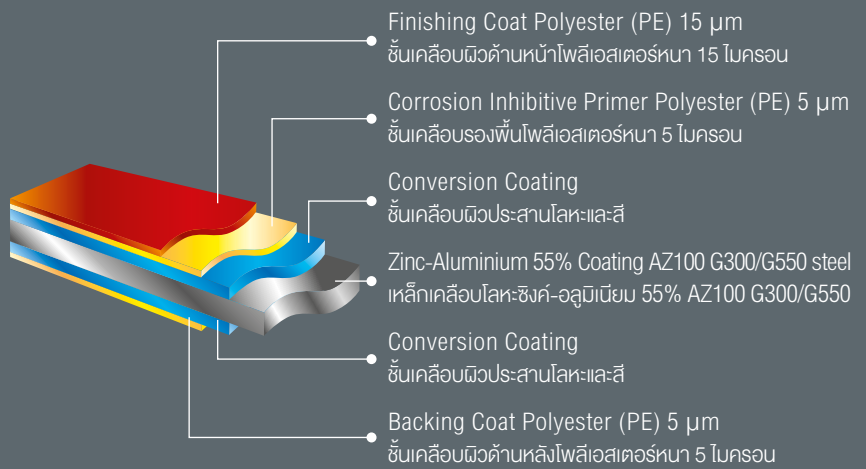 Finishing Coat Polyester (PE) 15 µm
ชั้นเคลือบผิวด้านหน้าโพลีเอสเตอร์หนา 15 ไมครอน
Corrosion Inhibitive Primer Polyester (PE) 5 µm
ชั้นเคลือบรองพื้นโพลีเอสเตอร์หนา 5 ไมครอน
Conversion Coating
ชั้นเคลือบผิวประสานโลหะและสี
Zinc-Aluminium 55% Coating AZ100 G300/G550 steel
เหล็กเคลือบโลหะซิงค์-อลูมิเนียม 55% AZ100 G300/G550
Conversion Coating
ชั้นเคลือบผิวประสานโลหะและสี
Backing Coat Polyester (PE) 5 µm
ชั้นเคลือบผิวด้านหลังโพลีเอสเตอร์หนา 5 ไมครอน